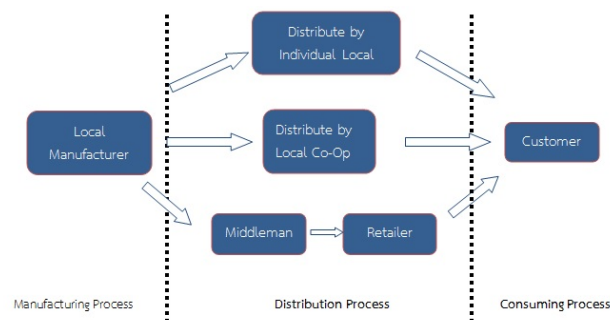 Distribute by
Individual Local
Local
Manufacturer
Distribute by
Local Co-Op
Customer
Middleman
Retailer
Manufacturing Process
Distribution Process
Consuming Process